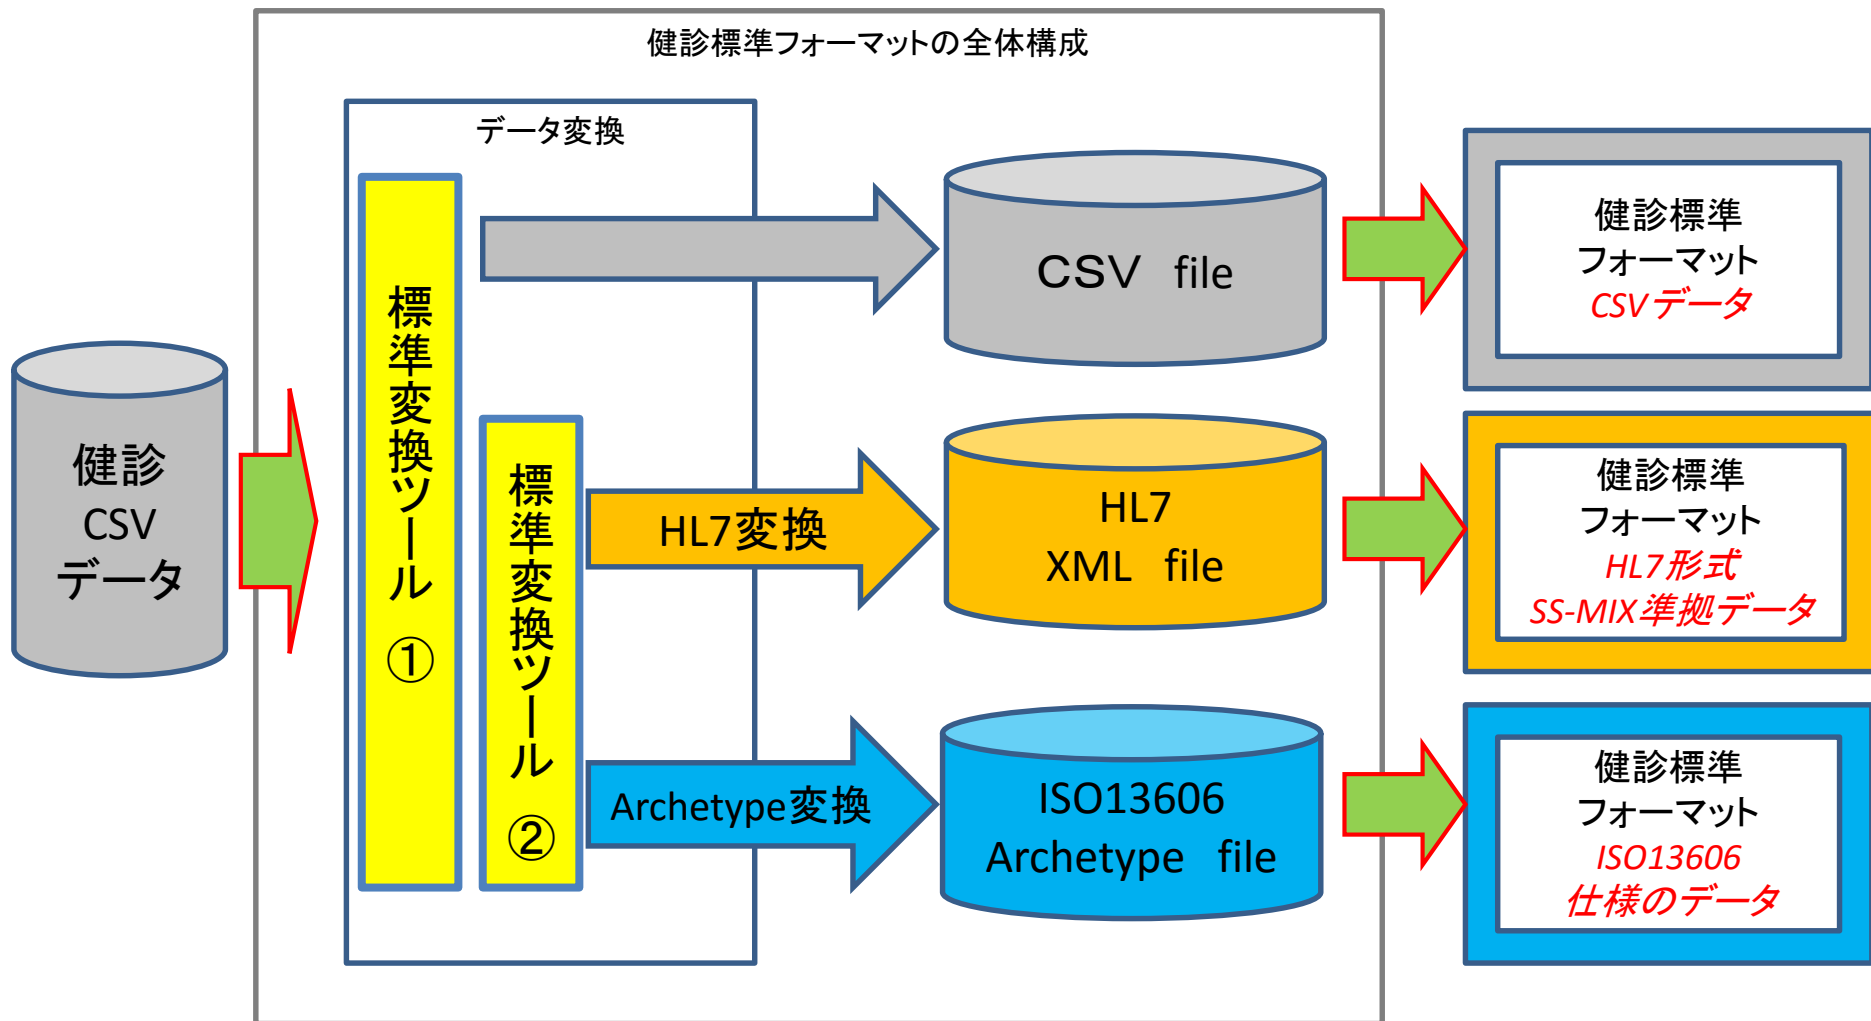 健診標準フォーマットの全体構成
データ変換
健診
CSV
データ
標準変換ツール ①
標準変換ツール ②
HL7変換
Archetype変換
ＣＳＶ file
HL7
XML file
ISO13606
Archetype file
健診標準
フォーマット
CSVデータ
健診標準
フォーマット
HL7形式
SS-MIX準拠データ
健診標準
フォーマット
ISO13606
仕様のデータ